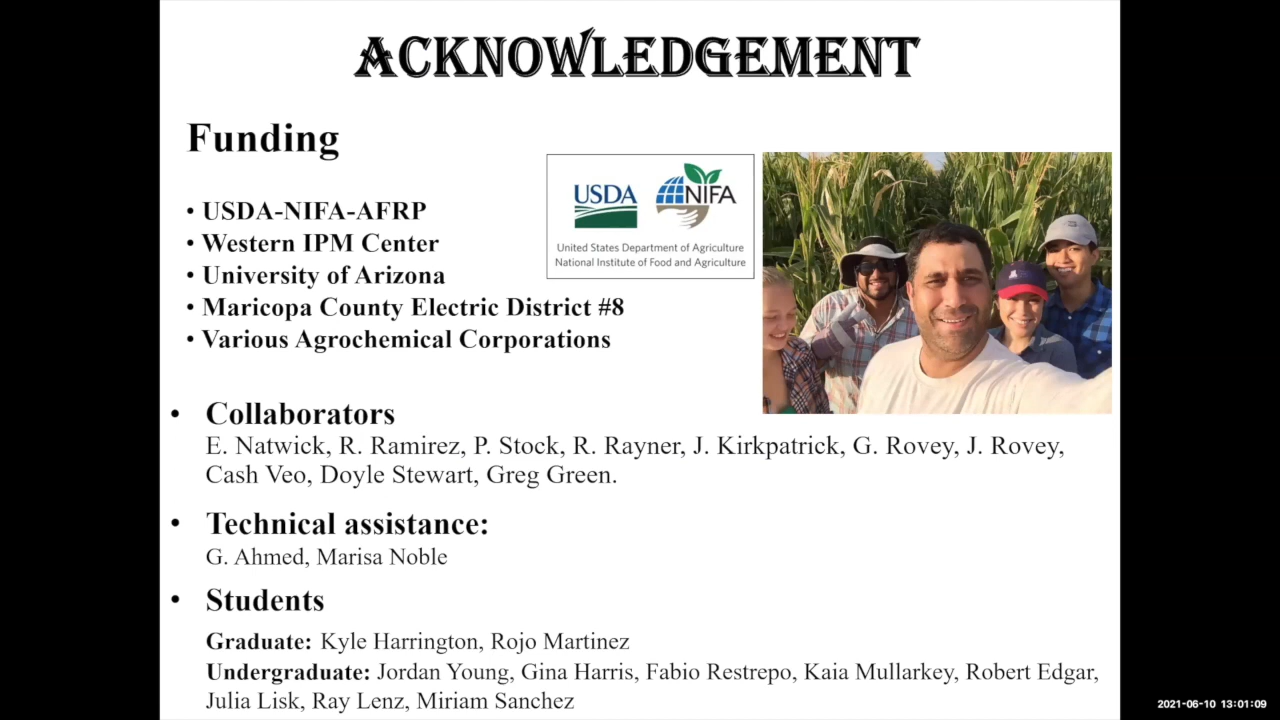 ACKNOWLEDGEMENT
Funding
• USDA-NIFA-AFRP
• Western IPM Center
• University of Arizona
• Maricopa County Electric District #8
• Various Agrochemical Corporations
USDA NIFA
United States Department of Agriculture
National Institute of Food and Agriculture
• Collaborators
E. Natwick, R. Ramirez, P. Stock, R. Rayner, J. Kirkpatrick, G. Rovey, J. Rovey,
Cash Veo, Doyle Stewart, Greg Green.
• Technical assistance:
G. Ahmed, Marisa Noble
• Students
Graduate: Kyle Harrington, Rojo Martinez
Undergraduate: Jordan Young, Gina Harris, Fabio Restrepo, Kaia Mullarkey, Robert Edgar,
Julia Lisk, Ray Lenz, Miriam Sanchez
2021-06-10 13:01:09